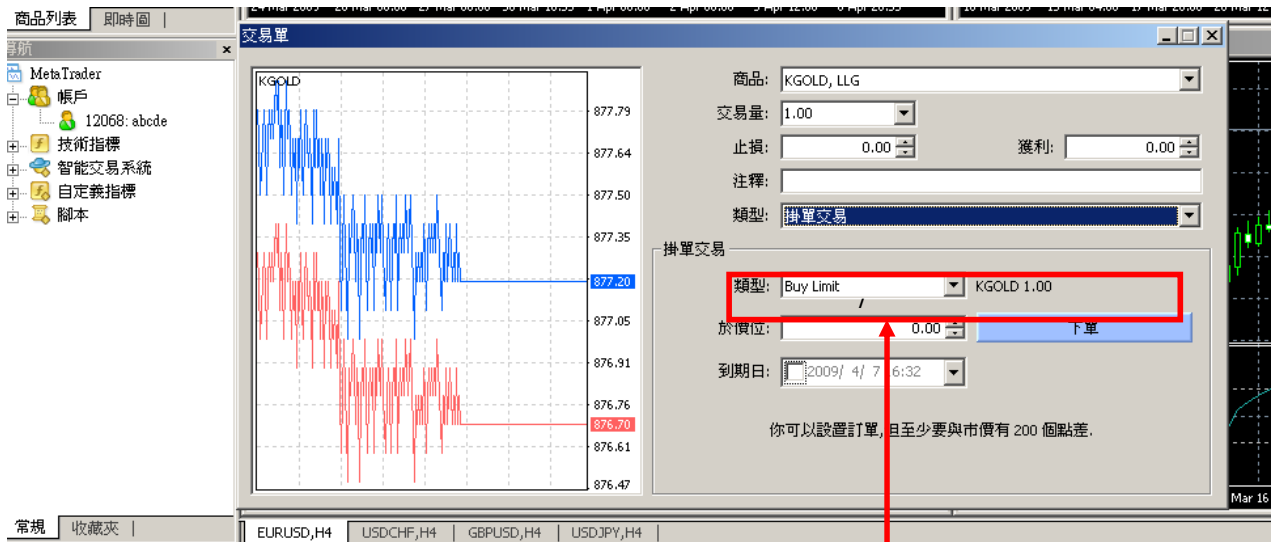 商品列表 即時圖
交易單
導航
MetaTrader
帳戶
12068: abcde
技術指標
智能交易系統
自定義指標
腳本
常規 收藏夾
KGOLD
877.79
877.64
877.50
877.35
877.20
877.05
876.91
876.76
876.70
876.61
876.47
商品: KGOLD, LLG
交易量: 1.00
止損: 0.00 獲利: 0.00
注釋:
類型: 掛單交易
掛單交易
類型: Buy Limit KGOLD 1.00
於價位: 0.00 下單
到期日: 2009/ 4/ 7 6:32
你可以設置訂單,但至少要與市價有 200 個點差.
Mar 16
EURUSD,H4 USDCHF,H4 GBPUSD,H4 USDJPY,H4